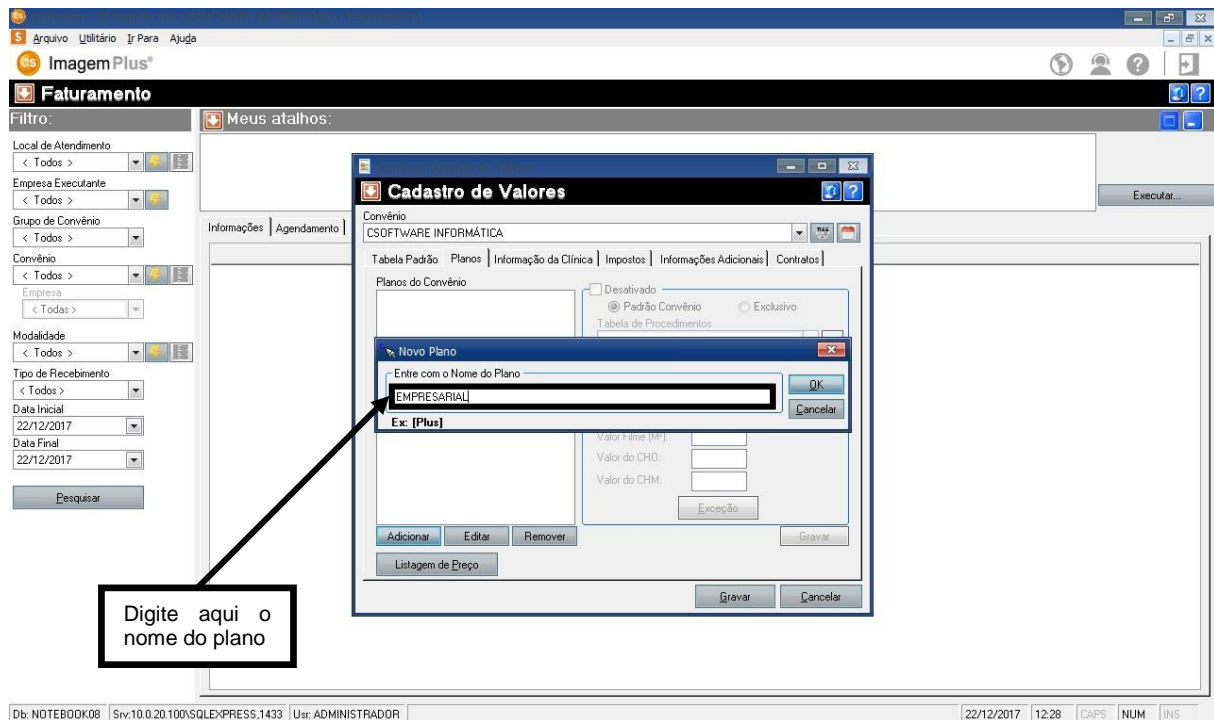 Arquivo Utilitário Ir Para Ajuda
ImagemPlus®
Faturamento
Filtro:
Meus atalhos:
Local de Atendimento
< Todos >
Empresa Executante
< Todos >
Grupo de Convênio
< Todos >
Convênio
< Todos >
Empresa
< Todas >
Modalidade
< Todos >
Tipo de Recebimento
< Todos >
Data Inicial
22/12/2017
Data Final
22/12/2017
Pesquisar
Executar...
Informações Agendamento
Cadastro de Valores
Convênio
CSOFTWARE INFORMÁTICA
Tabela Padrão Planos Informação da Clínica Impostos Informações Adicionais Contratos
Planos do Convênio
Desativado
Padrão Convênio Exclusivo
Tabela de Procedimentos
Novo Plano
Entre com o Nome do Plano
EMPRESARIAL
OK
Cancelar
Ex: [Plus]
Valor Filme (M²):
Valor do CHO:
Valor do CHM:
Exceção
Adicionar Editar Remover Gravar
Listagem de Preço
Gravar Cancelar
Digite aqui o
nome do plano
Db: NOTEBOOK08 Srv:10.0.20.100\SQLEXPRESS,1433 Usr: ADMINISTRADOR 22/12/2017 12:28 CAPS NUM INS